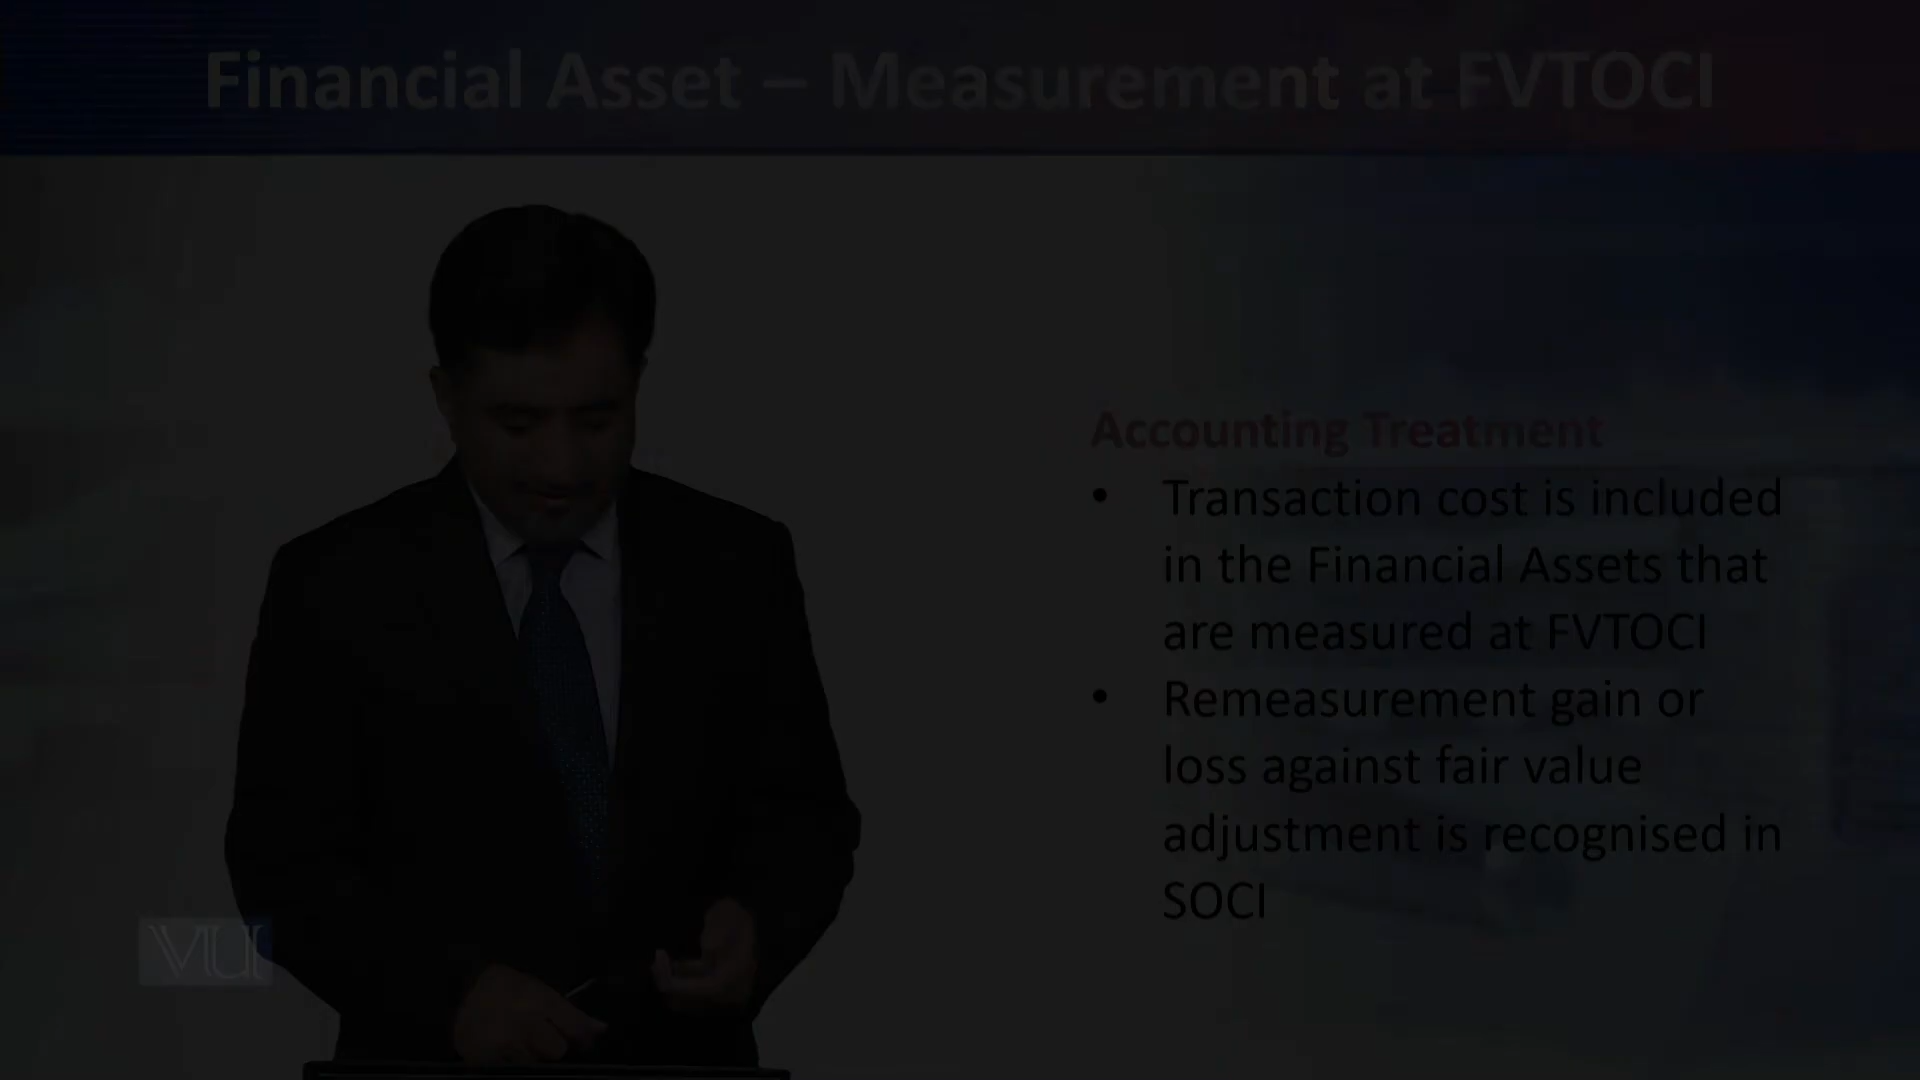 Financial Asset – Measurement at FVTOCI
Accounting Treatment
• Transaction cost is included
in the Financial Assets that
are measured at FVTOCI
• Remeasurement gain or
loss against fair value
adjustment is recognised in
SOCI
VU